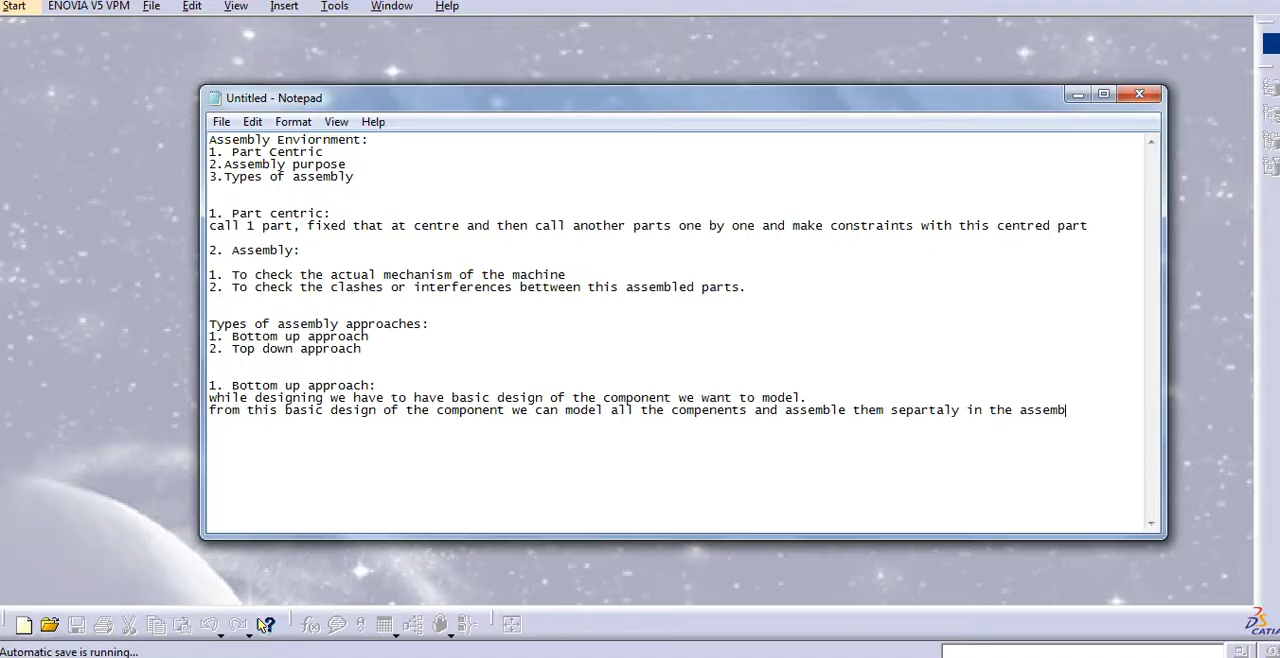 Start ENOVIA V5 VPM File Edit View Insert Tools Window Help
Untitled - Notepad
File Edit Format View Help
Assembly Enviornment:
1. Part Centric
2.Assembly purpose
3.Types of assembly
1. Part centric:
call 1 part, fixed that at centre and then call another parts one by one and make constraints with this centred part
2. Assembly:
1. To check the actual mechanism of the machine
2. To check the clashes or interferences bettween this assembled parts.
Types of assembly approaches:
1. Bottom up approach
2. Top down approach
1. Bottom up approach:
while designing we have to have basic design of the component we want to model.
from this basic design of the component we can model all the compenents and assemble them separtaly in the assemb
CATIA
Automatic save is running...